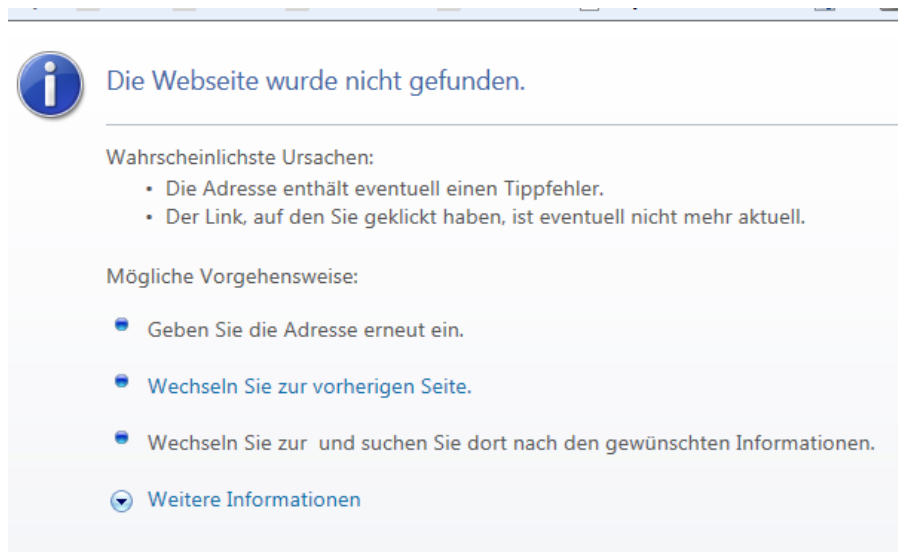 Die Webseite wurde nicht gefunden.
Wahrscheinlichste Ursachen:
• Die Adresse enthält eventuell einen Tippfehler.
• Der Link, auf den Sie geklickt haben, ist eventuell nicht mehr aktuell.
Mögliche Vorgehensweise:
Geben Sie die Adresse erneut ein.
Wechseln Sie zur vorherigen Seite.
Wechseln Sie zur  und suchen Sie dort nach den gewünschten Informationen.
Weitere Informationen